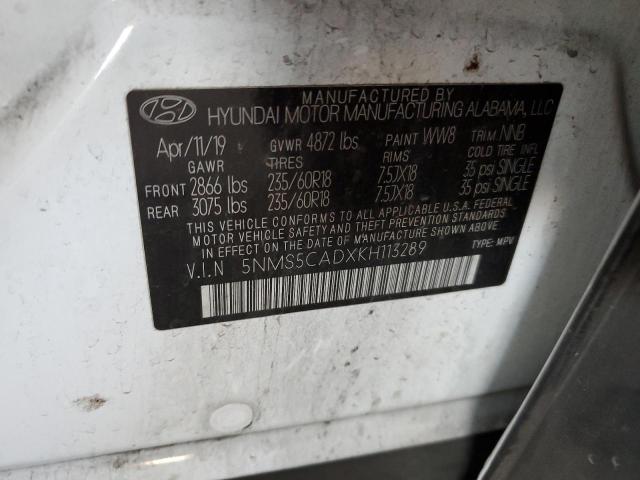 MANUFACTURED BY
HYUNDAI MOTOR MANUFACTURING ALABAMA, LLC
Apr/11/19 GVWR 4872 lbs PAINT WW8 TRIM NNB
GAWR TIRES RIMS COLD TIRE INFL
FRONT 2866 lbs 235/60R18 7.5JX18 35 psi SINGLE
REAR 3075 lbs 235/60R18 7.5JX18 35 psi SINGLE
THIS VEHICLE CONFORMS TO ALL APPLICABLE U.S.A. FEDERAL
MOTOR VEHICLE SAFETY AND THEFT PREVENTION STANDARDS
IN EFFECT ON THE DATE OF MANUFACTURE SHOWN ABOVE.
V.I.N 5NMS5CADXKH113289 TYPE: MPV